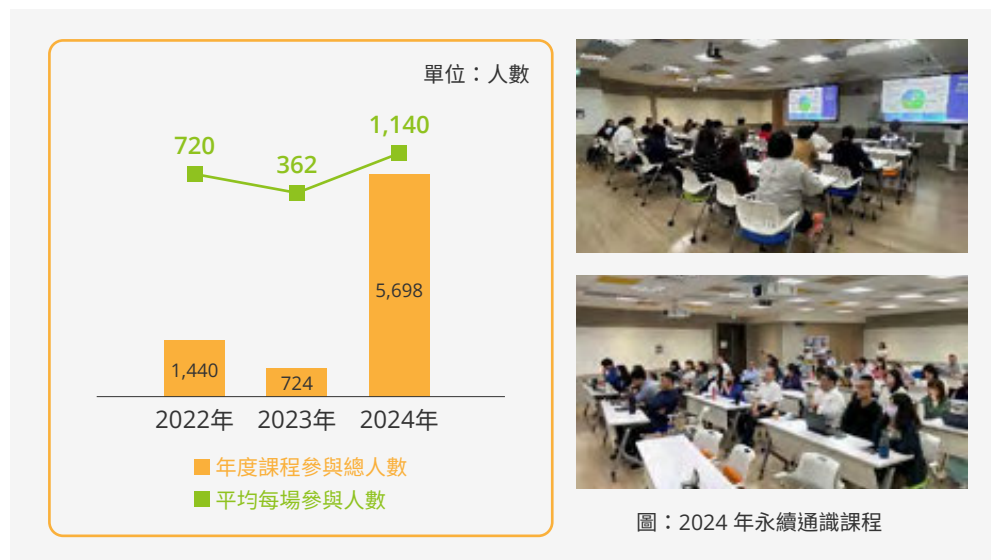 單位：人數
720
362
1,140
1,440
724
5,698
2022年
2023年
2024年
年度課程參與總人數
平均每場參與人數
圖：2024 年永續通識課程